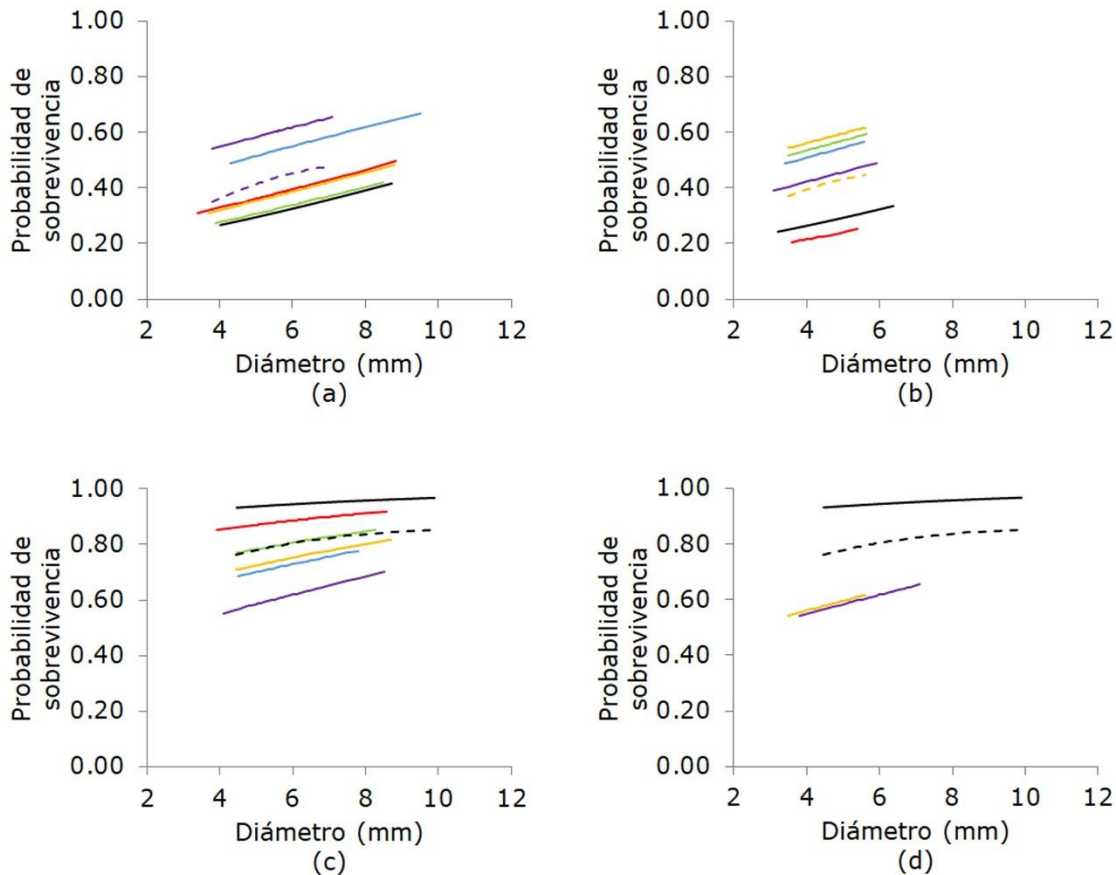 Probabilidad de
sobrevivencia
1.00
0.80
0.60
0.40
0.20
0.00
2 4 6 8 10 12
Diámetro (mm)
(a)
Probabilidad de
sobrevivencia
1.00
0.80
0.60
0.40
0.20
0.00
2 4 6 8 10 12
Diámetro (mm)
(b)
Probabilidad de
sobrevivencia
1.00
0.80
0.60
0.40
0.20
0.00
2 4 6 8 10 12
Diámetro (mm)
(c)
Probabilidad de
sobrevivencia
1.00
0.80
0.60
0.40
0.20
0.00
2 4 6 8 10 12
Diámetro (mm)
(d)